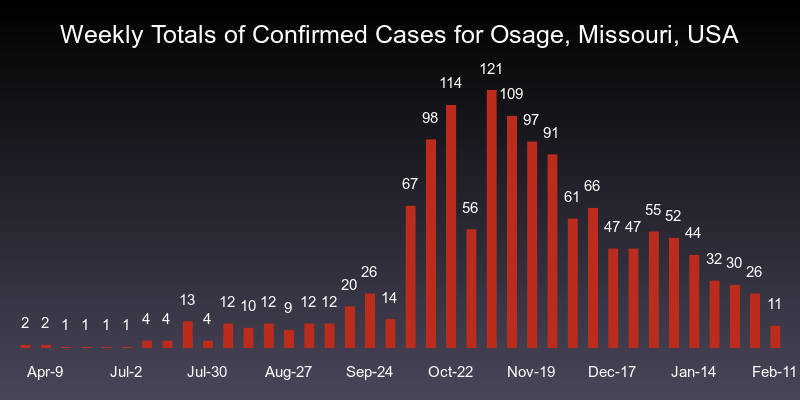 Weekly Totals of Confirmed Cases for Osage, Missouri, USA
2 2 1 1 1 1 4 4 13 4 12 10 12 9 12 12 20 26 14 67 98 114 56 121 109 97 91 61 66 47 47 55 52 44 32 30 26 11
Apr-9 Jul-2 Jul-30 Aug-27 Sep-24 Oct-22 Nov-19 Dec-17 Jan-14 Feb-11